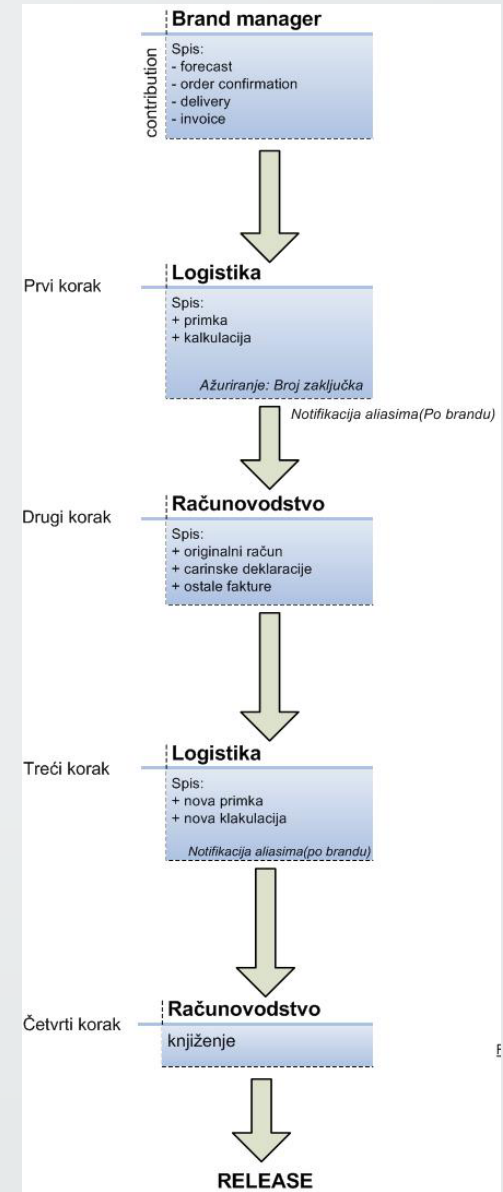 Brand manager
contribution
Spis:
- forecast
- order confirmation
- delivery
- invoice
Prvi korak
Logistika
Spis:
+ primka
+ kalkulacija
Ažuriranje: Broj zaključka
Notifikacija aliasima(Po brandu)
Drugi korak
Računovodstvo
Spis:
+ originalni račun
+ carinske deklaracije
+ ostale fakture
Treći korak
Logistika
Spis:
+ nova primka
+ nova klakulacija
Notifikacija aliasima(po brandu)
Četvrti korak
Računovodstvo
knjiženje
RELEASE